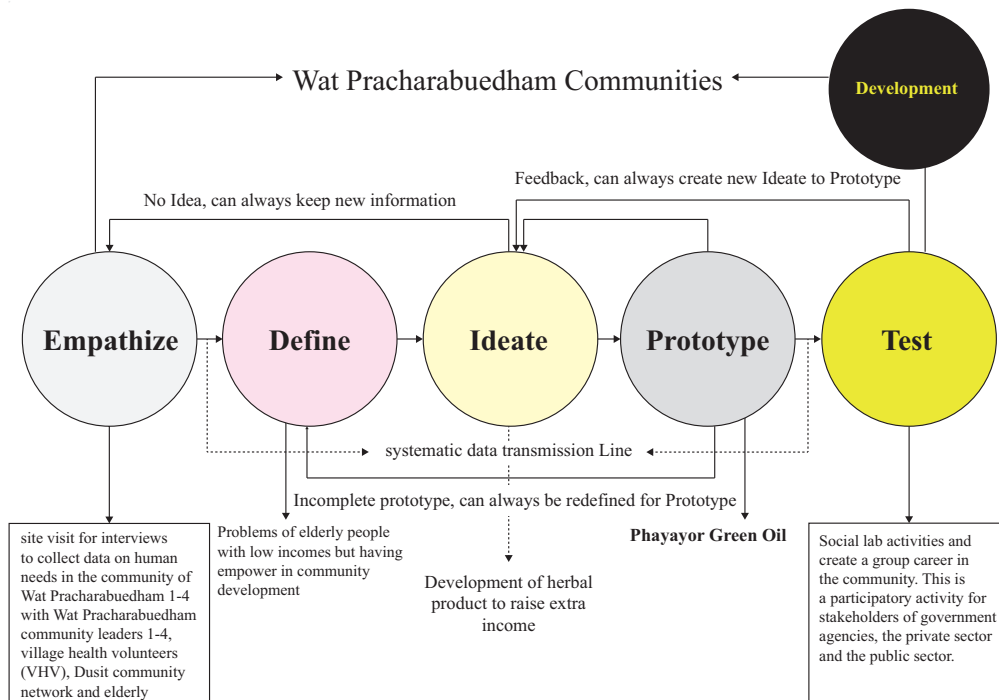 Wat Pracharabuedham Communities
Development
Feedback, can always create new Ideate to Prototype
No Idea, can always keep new information
Empathize
Define
Ideate
Prototype
Test
systematic data transmission Line
Incomplete prototype, can always be redefined for Prototype
site visit for interviews
to collect data on human
needs in the community of
Wat Pracharabuedham 1-4
with Wat Pracharabuedham
community leaders 1-4,
village health volunteers
(VHV), Dusit community
network and elderly
Problems of elderly people
with low incomes but having
empower in community
development
Development of herbal
product to raise extra
income
Phayayor Green Oil
Social lab activities and
create a group career in
the community. This is
a participatory activity for
stakeholders of government
agencies, the private sector
and the public sector.